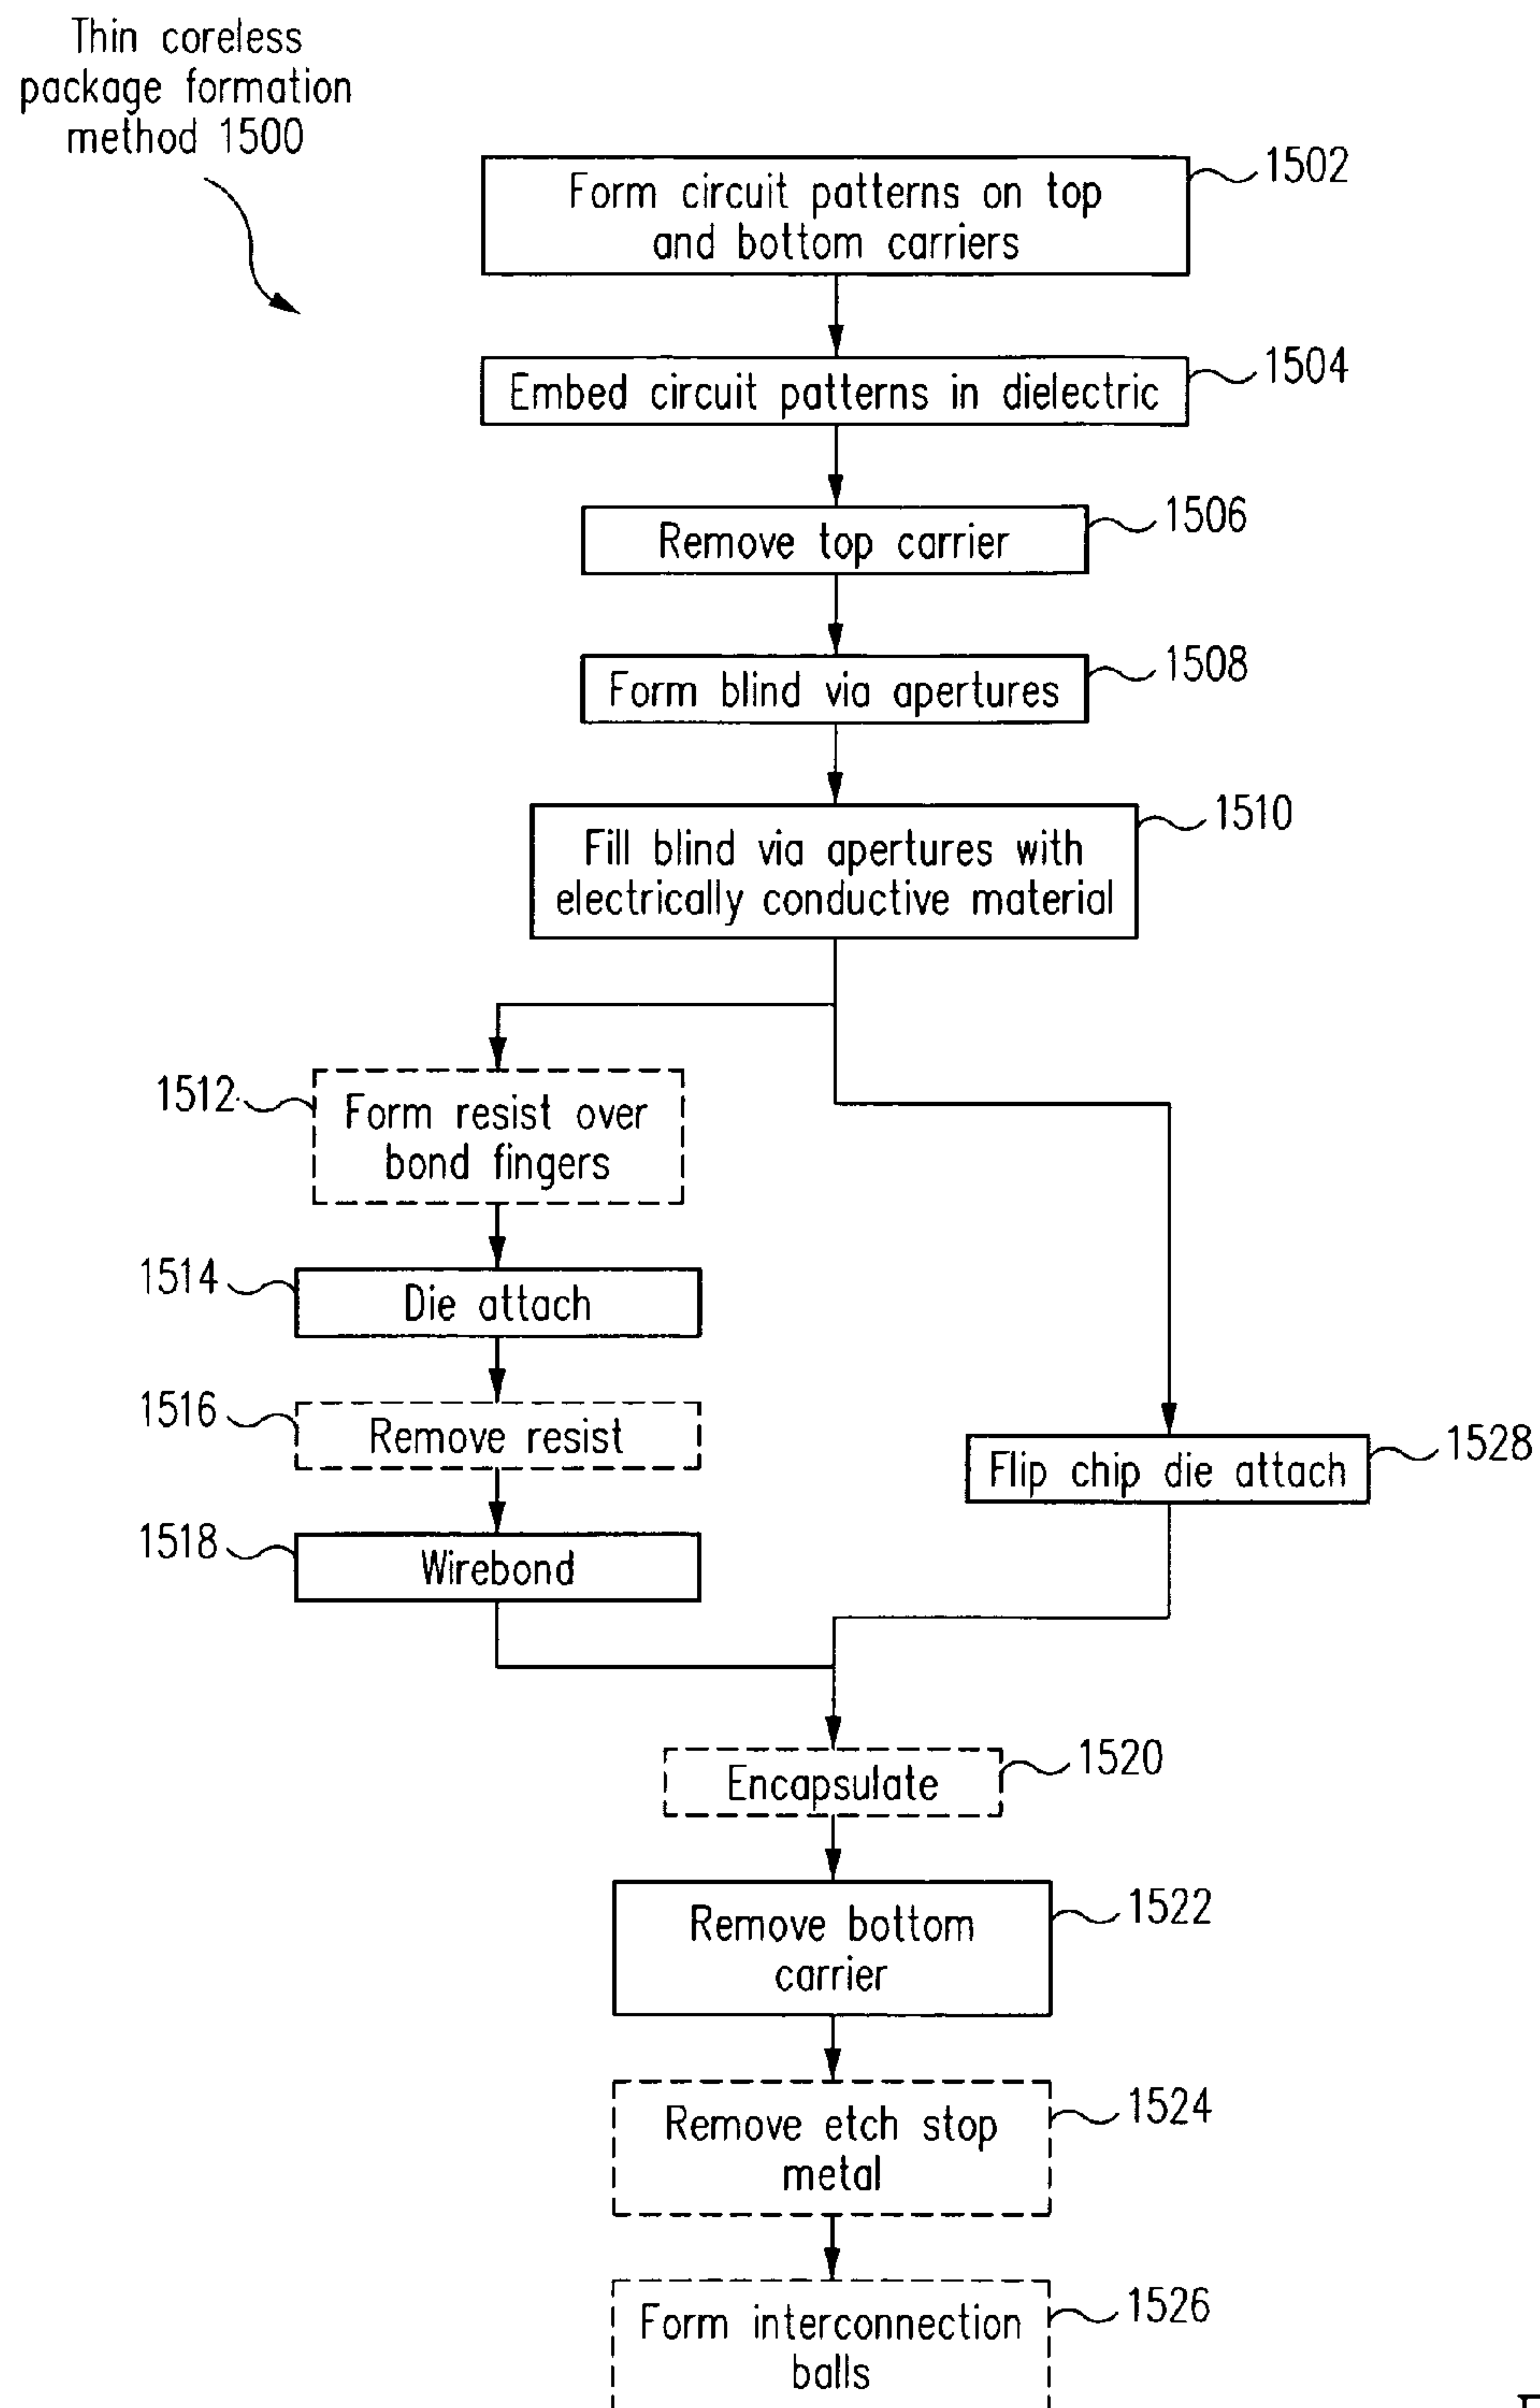 Thin coreless
package formation
method 1500
Form circuit patterns on top
and bottom carriers
1502
Embed circuit patterns in dielectric
1504
Remove top carrier
1506
Form blind via apertures
1508
Fill blind via apertures with
electrically conductive material
1510
1512
Form resist over
bond fingers
1514
Die attach
1516
Remove resist
1518
Wirebond
Flip chip die attach
1528
Encapsulate
1520
Remove bottom
carrier
1522
Remove etch stop
metal
1524
Form interconnection
balls
1526